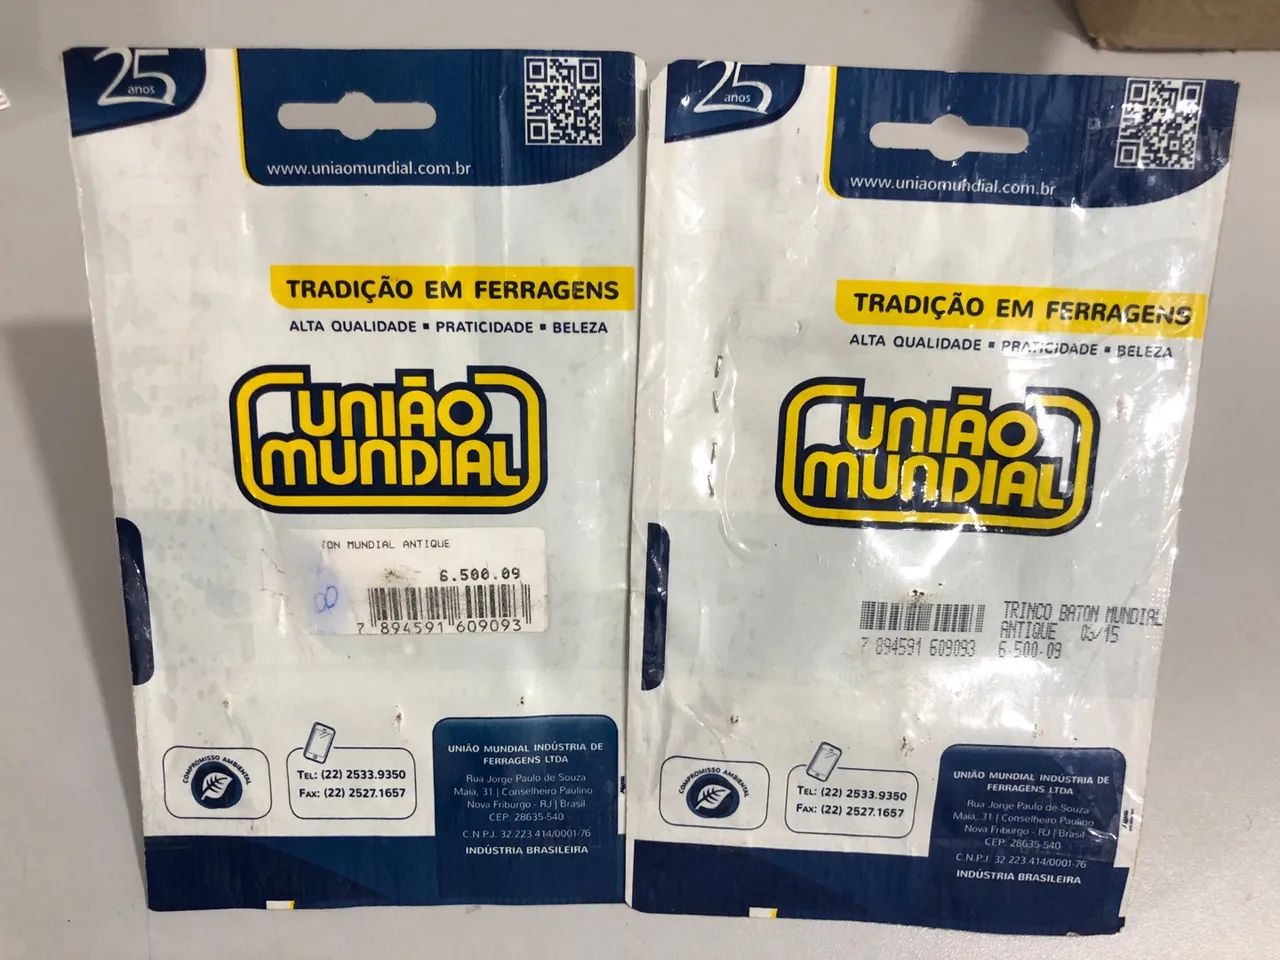 25
anos
www.uniaomundial.com.br
TRADIÇÃO EM FERRAGENS
ALTA QUALIDADE ▪ PRATICIDADE ▪ BELEZA
UNIÃO
MUNDIAL
TON MUNDIAL ANTIQUE
6.500.09
7 894591 609093
COMPROMISSO AMBIENTAL
TEL: (22) 2533.9350
FAX: (22) 2527.1657
UNIÃO MUNDIAL INDÚSTRIA DE
FERRAGENS LTDA
Rua Jorge Paulo de Souza
Maia, 31 | Conselheiro Paulino
Nova Friburgo - RJ | Brasil
CEP: 28635-540
C.N.P.J. 32.223.414/0001-76
INDÚSTRIA BRASILEIRA
25
anos
www.uniaomundial.com.br
TRADIÇÃO EM FERRAGENS
ALTA QUALIDADE ▪ PRATICIDADE ▪ BELEZA
UNIÃO
MUNDIAL
TRINCO BATON MUNDIAL
ANTIQUE 03/15
7 894591 609093 6.500.09
COMPROMISSO AMBIENTAL
TEL: (22) 2533.9350
FAX: (22) 2527.1657
UNIÃO MUNDIAL INDÚSTRIA DE
FERRAGENS LTDA
Rua Jorge Paulo de Souza
Maia, 31 | Conselheiro Paulino
Nova Friburgo - RJ | Brasil
CEP: 28635-540
C.N.P.J. 32.223.414/0001-76
INDÚSTRIA BRASILEIRA